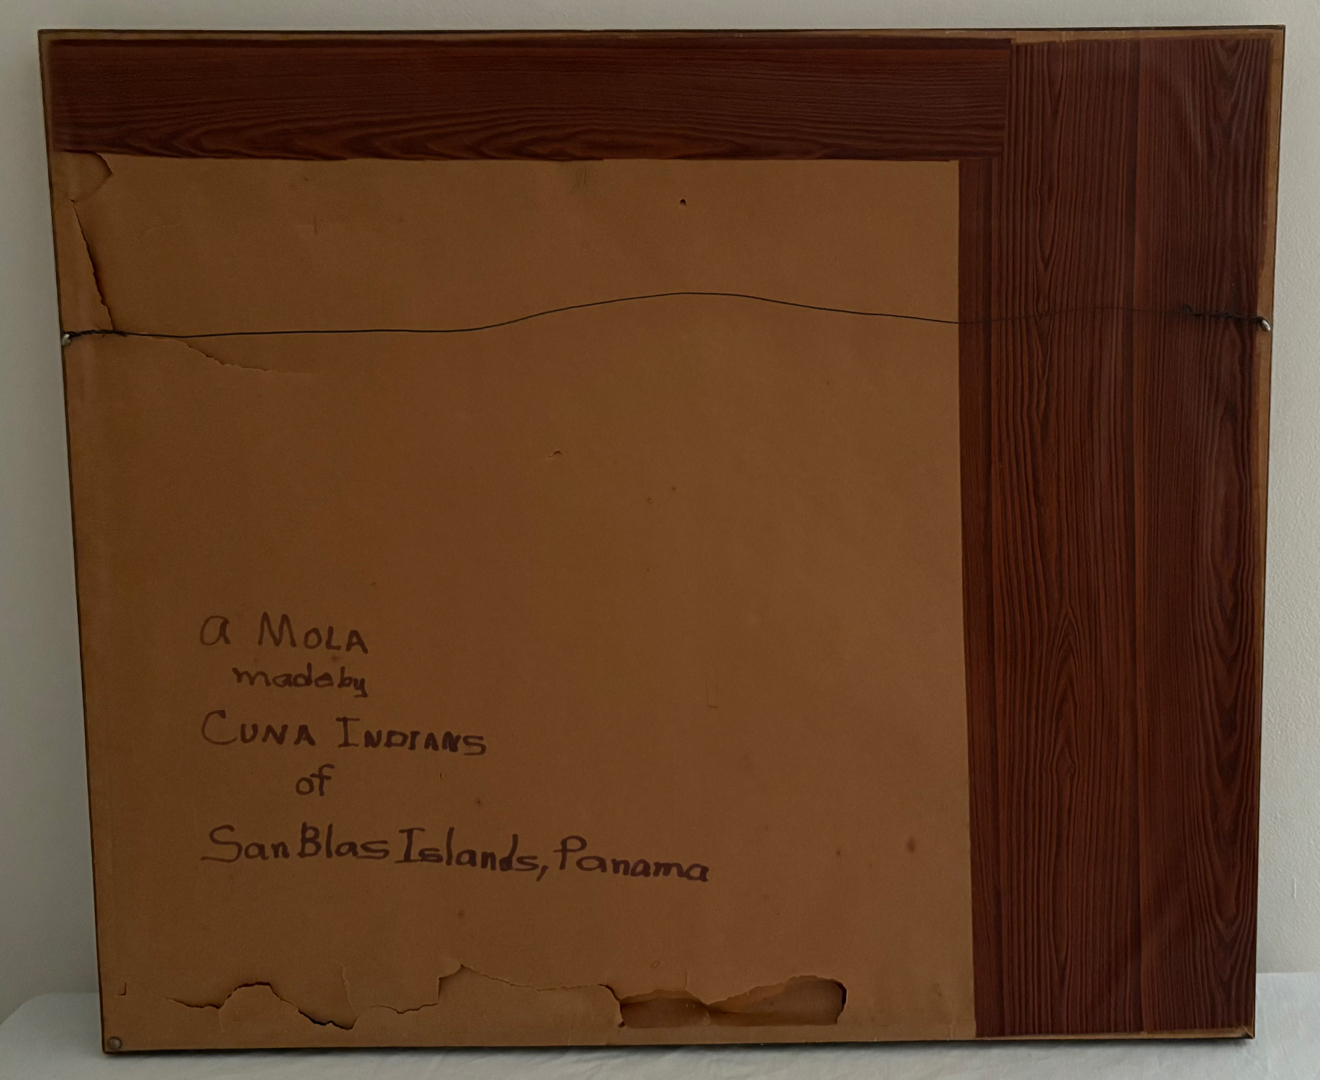 a MOLA
made by
CUNA INDIANS
of
San Blas Islands, Panama